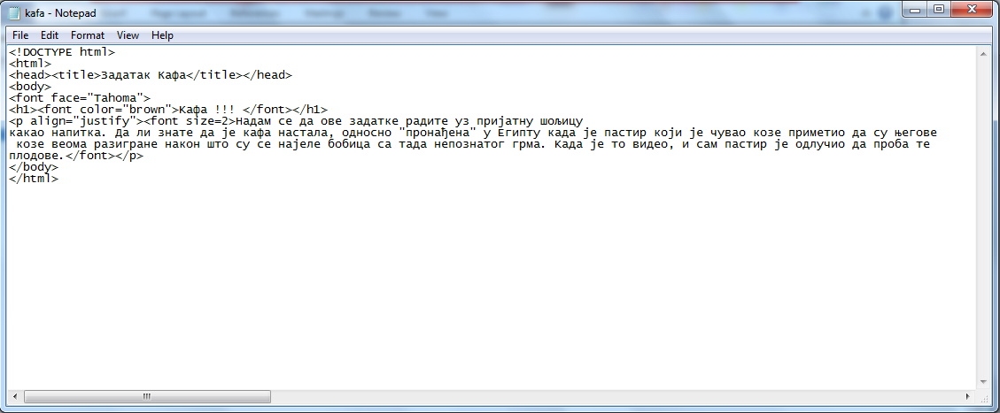 kafa - Notepad
File Edit Format View Help
<!DOCTYPE html>
<html>
<head><title>Задатак Кафа</title></head>
<body>
<font face="Tahoma">
<h1><font color="brown">Кафа !!! </font></h1>
<p align="justify"><font size=2>Надам се да ове задатке радите уз пријатну шољицу
какао напитка. Да ли знате да је кафа настала, односно "пронађена" у Египту када је пастир који је чувао козе приметио да су његове
козе веома разигране након што су се најеле бобица са тада непознатог грма. Када је то видео, и сам пастир је одлучио да проба те
плодове.</font></p>
</body>
</html>